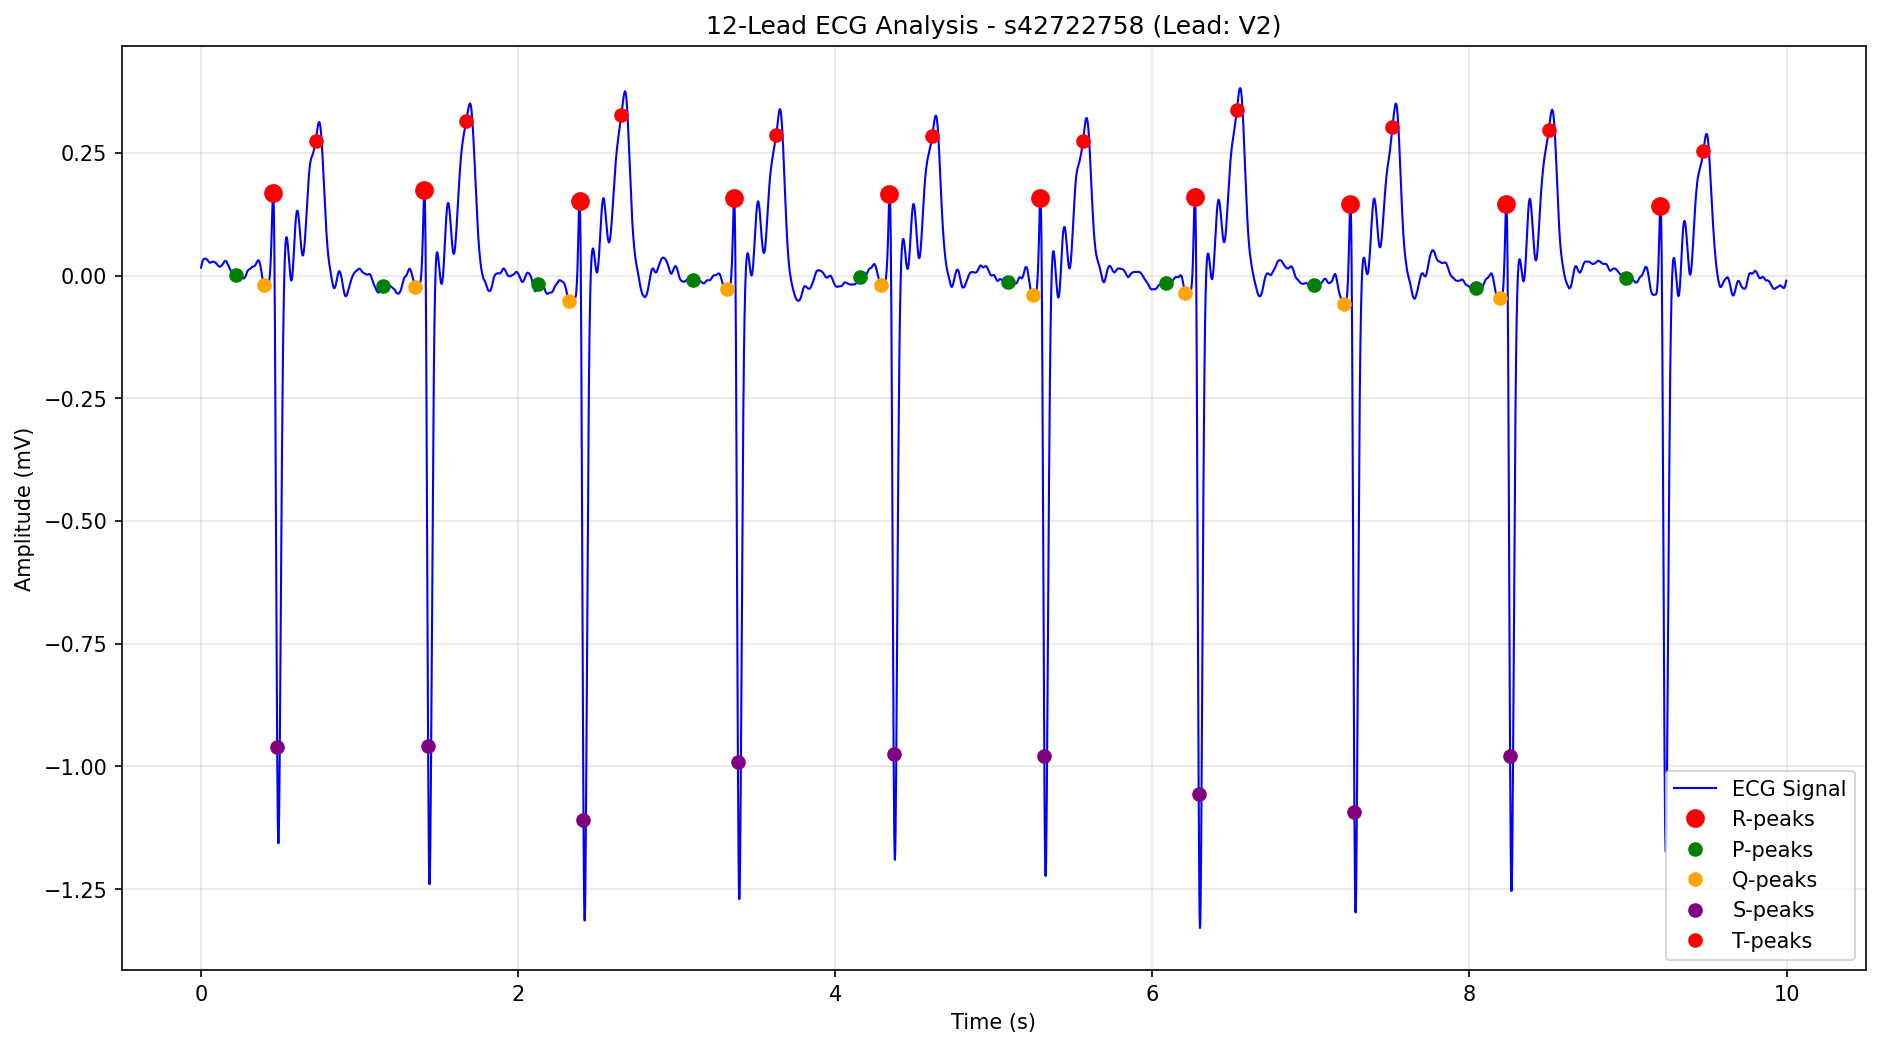 12-Lead ECG Analysis - s42722758 (Lead: V2)
Amplitude (mV)
0.25
0.00
−0.25
−0.50
−0.75
−1.00
−1.25
ECG Signal
R-peaks
P-peaks
Q-peaks
S-peaks
T-peaks
0 2 4 6 8 10
Time (s)